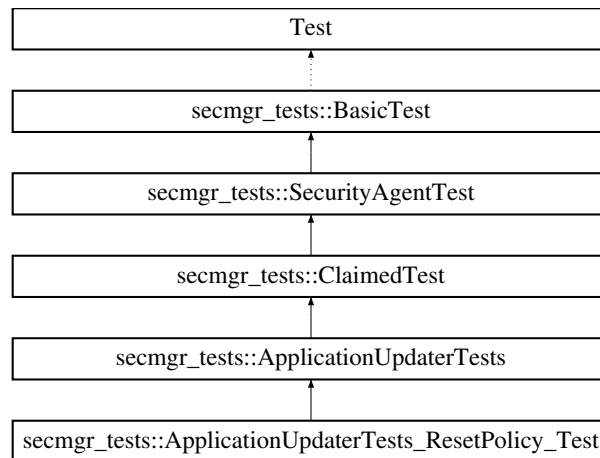 Test
secmgr_tests::BasicTest
secmgr_tests::SecurityAgentTest
secmgr_tests::ClaimedTest
secmgr_tests::ApplicationUpdaterTests
secmgr_tests::ApplicationUpdaterTests_ResetPolicy_Test